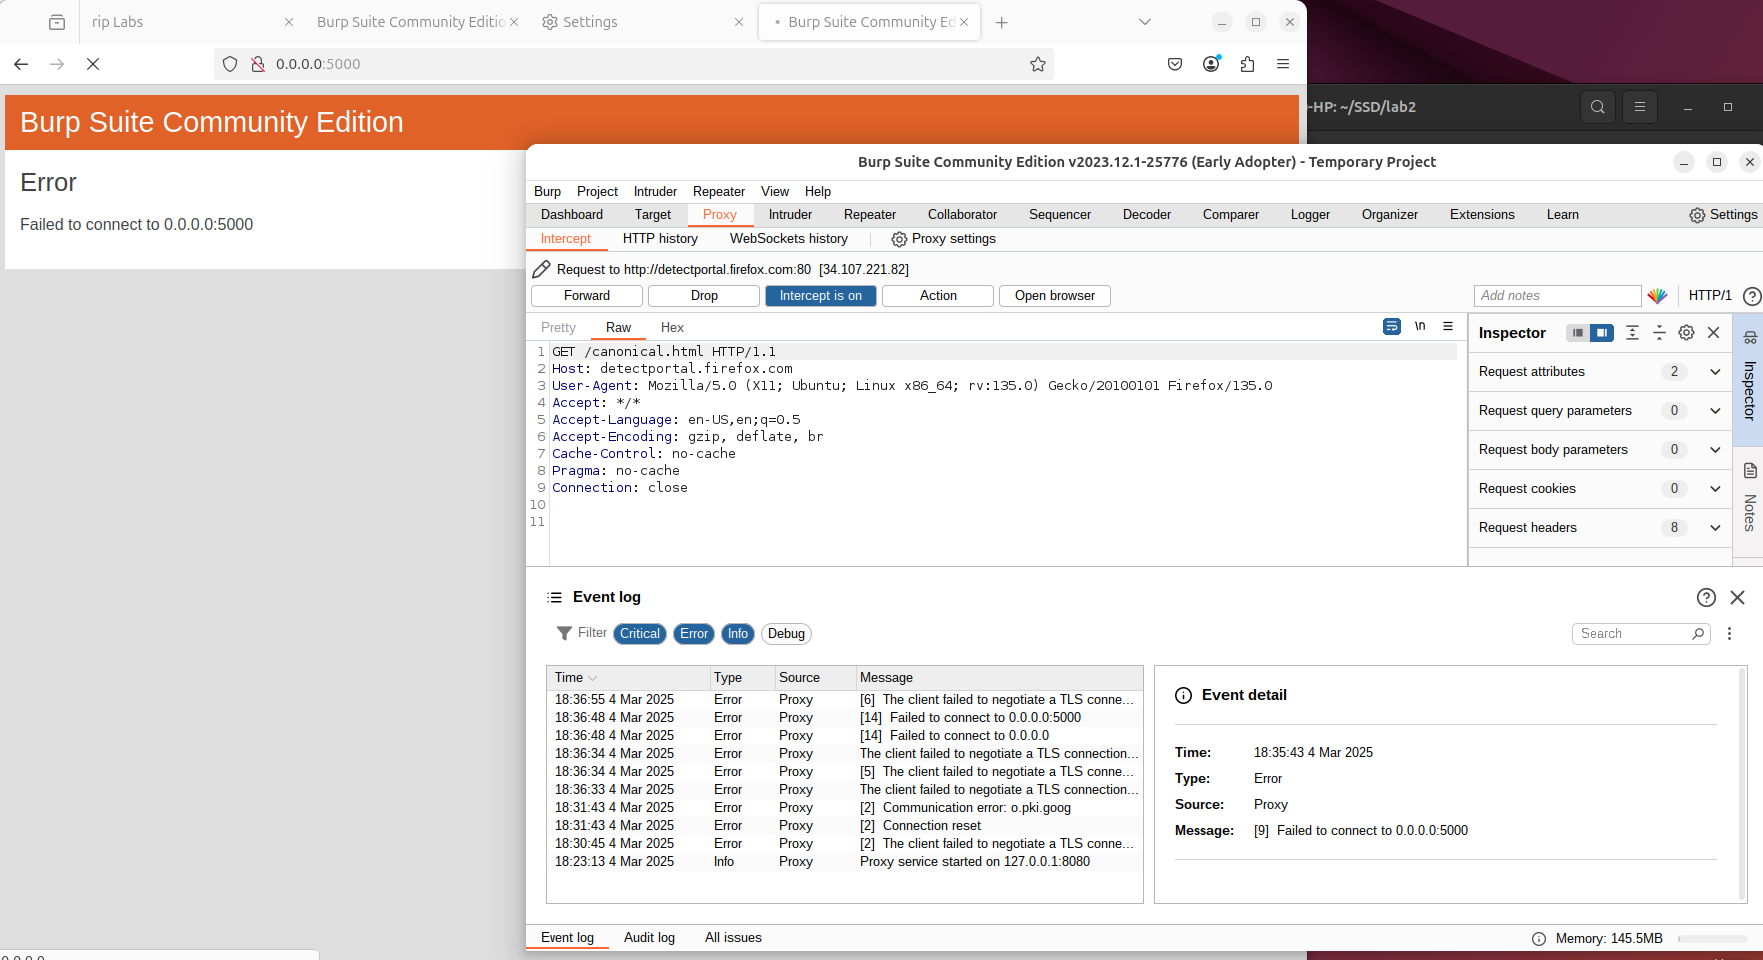 rip Labs
Burp Suite Community Editio
Settings
Burp Suite Community Ed
0.0.0.0:5000
Burp Suite Community Edition
Error
Failed to connect to 0.0.0.0:5000
-HP: ~/SSD/lab2
Burp Suite Community Edition v2023.12.1-25776 (Early Adopter) - Temporary Project
Burp Project Intruder Repeater View Help
Dashboard Target Proxy Intruder Repeater Collaborator Sequencer Decoder Comparer Logger Organizer Extensions Learn Settings
Intercept HTTP history WebSockets history Proxy settings
Request to http://detectportal.firefox.com:80 [34.107.221.82]
Forward Drop Intercept is on Action Open browser Add notes HTTP/1 ?
Pretty Raw Hex \n
1 GET /canonical.html HTTP/1.1
2 Host: detectportal.firefox.com
3 User-Agent: Mozilla/5.0 (X11; Ubuntu; Linux x86_64; rv:135.0) Gecko/20100101 Firefox/135.0
4 Accept: */*
5 Accept-Language: en-US,en;q=0.5
6 Accept-Encoding: gzip, deflate, br
7 Cache-Control: no-cache
8 Pragma: no-cache
9 Connection: close
10
11
Inspector
Request attributes 2
Request query parameters 0
Request body parameters 0
Request cookies 0
Request headers 8
Inspector
Notes
Event log
Filter Critical Error Info Debug
Search
Time Type Source Message
18:36:55 4 Mar 2025 Error Proxy [6] The client failed to negotiate a TLS conne...
18:36:48 4 Mar 2025 Error Proxy [14] Failed to connect to 0.0.0.0:5000
18:36:48 4 Mar 2025 Error Proxy [14] Failed to connect to 0.0.0.0
18:36:34 4 Mar 2025 Error Proxy The client failed to negotiate a TLS connection...
18:36:34 4 Mar 2025 Error Proxy [5] The client failed to negotiate a TLS conne...
18:36:33 4 Mar 2025 Error Proxy The client failed to negotiate a TLS connection...
18:31:43 4 Mar 2025 Error Proxy [2] Communication error: o.pki.goog
18:31:43 4 Mar 2025 Error Proxy [2] Connection reset
18:30:45 4 Mar 2025 Error Proxy [2] The client failed to negotiate a TLS conne...
18:23:13 4 Mar 2025 Info Proxy Proxy service started on 127.0.0.1:8080
Event detail
Time: 18:35:43 4 Mar 2025
Type: Error
Source: Proxy
Message: [9] Failed to connect to 0.0.0.0:5000
Event log Audit log All issues
Memory: 145.5MB